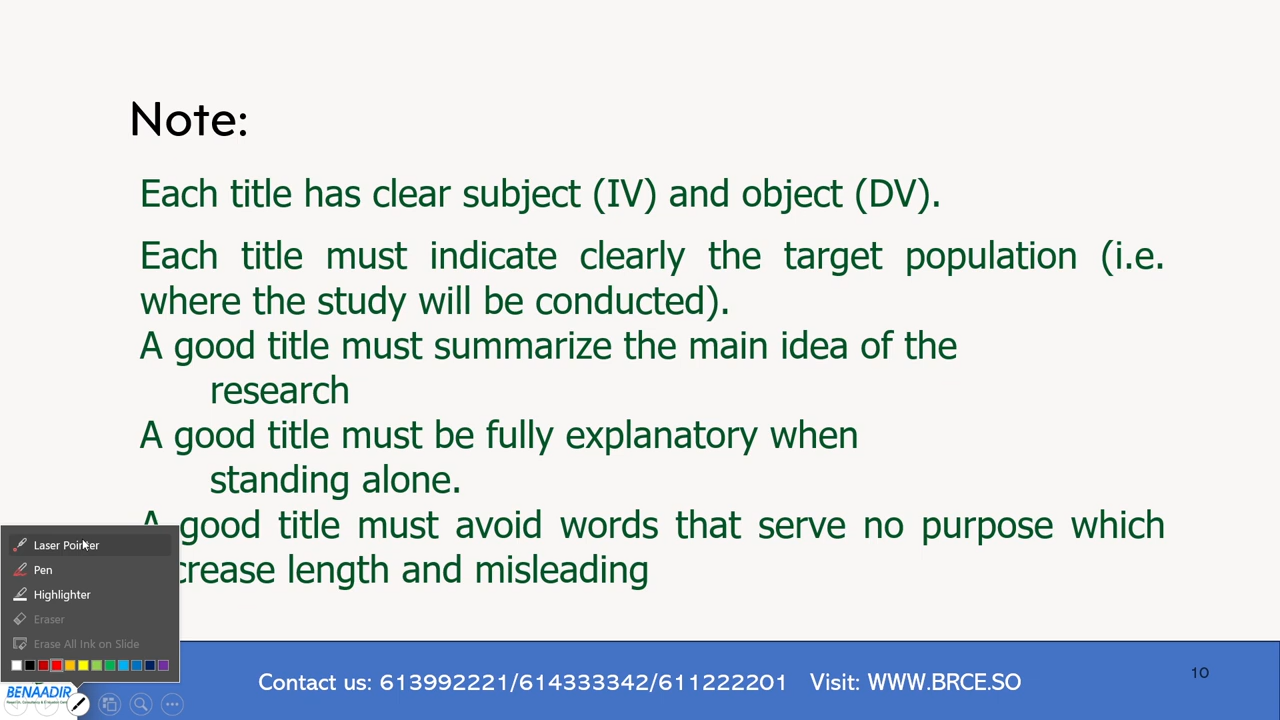 Note:
Each title has clear subject (IV) and object (DV).
Each title must indicate clearly the target population (i.e.
where the study will be conducted).
A good title must summarize the main idea of the
research
A good title must be fully explanatory when
standing alone.
A good title must avoid words that serve no purpose which
crease length and misleading
Laser Pointer
Pen
Highlighter
Eraser
Erase All Ink on Slide
BENAADIR
Contact us: 613992221/614333342/611222201 Visit: WWW.BRCE.SO
10